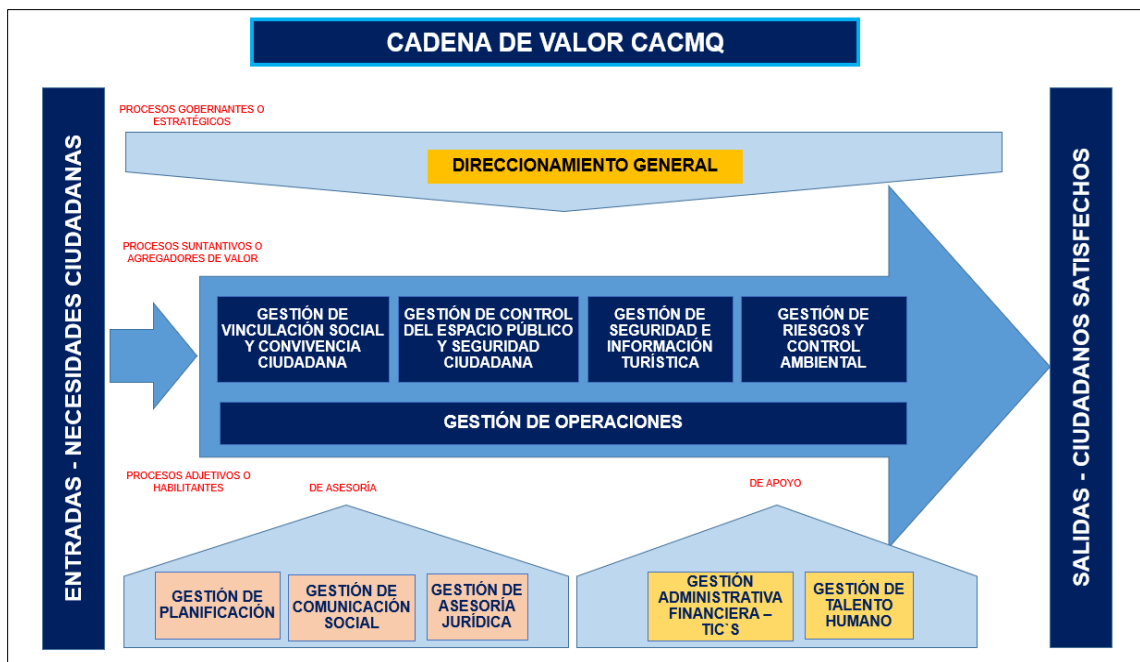 CADENA DE VALOR CACMQ
ENTRADAS - NECESIDADES CIUDADANAS
PROCESOS GOBERNANTES O
ESTRATÉGICOS
DIRECCIONAMIENTO GENERAL
PROCESOS SUNTANTIVOS O
AGREGADORES DE VALOR
GESTIÓN DE
VINCULACIÓN SOCIAL
Y CONVIVENCIA
CIUDADANA
GESTIÓN DE CONTROL
DEL ESPACIO PÚBLICO
Y SEGURIDAD
CIUDADANA
GESTIÓN DE
SEGURIDAD E
INFORMACIÓN
TURÍSTICA
GESTIÓN DE
RIESGOS Y
CONTROL
AMBIENTAL
GESTIÓN DE OPERACIONES
PROCESOS ADJETIVOS O
HABILITANTES
DE ASESORÍA
DE APOYO
GESTIÓN DE
PLANIFICACIÓN
GESTIÓN DE
COMUNICACIÓN
SOCIAL
GESTIÓN DE
ASESORÍA
JURÍDICA
GESTIÓN
ADMINISTRATIVA
FINANCIERA –
TIC`S
GESTIÓN DE
TALENTO
HUMANO
SALIDAS - CIUDADANOS SATISFECHOS